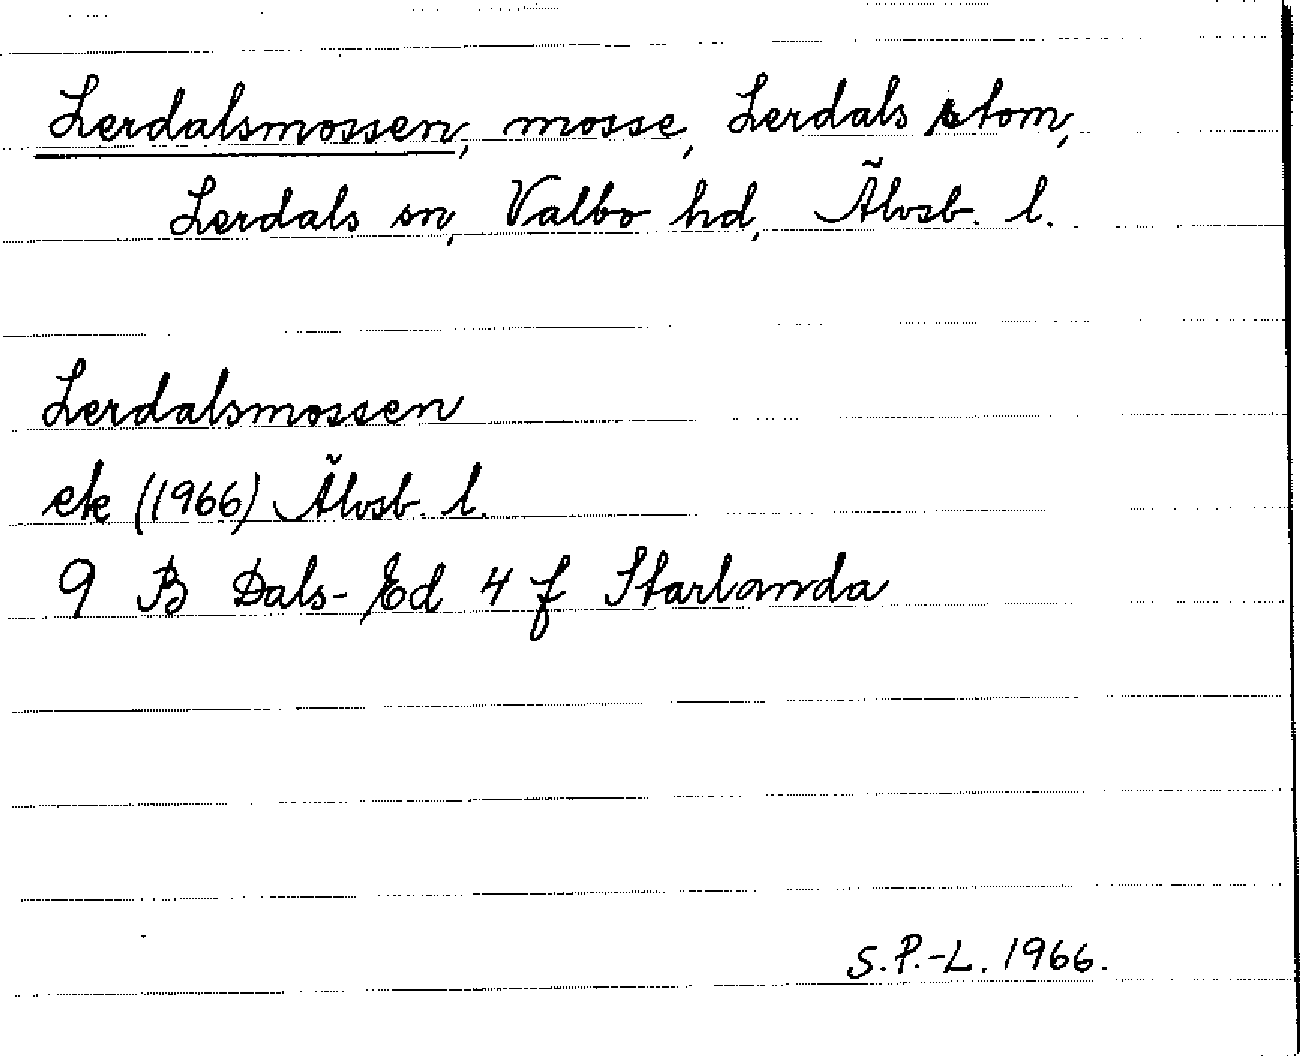 Lerdalsmossen, mosse, Lerdals stom,
Lerdals sn, Valbo hd, Älvsb. l.
Lerdalsmossen
ek (1966) Älvsb. l.
9 B Dals-Ed 4 f Starlanda
S.P.-L. 1966.